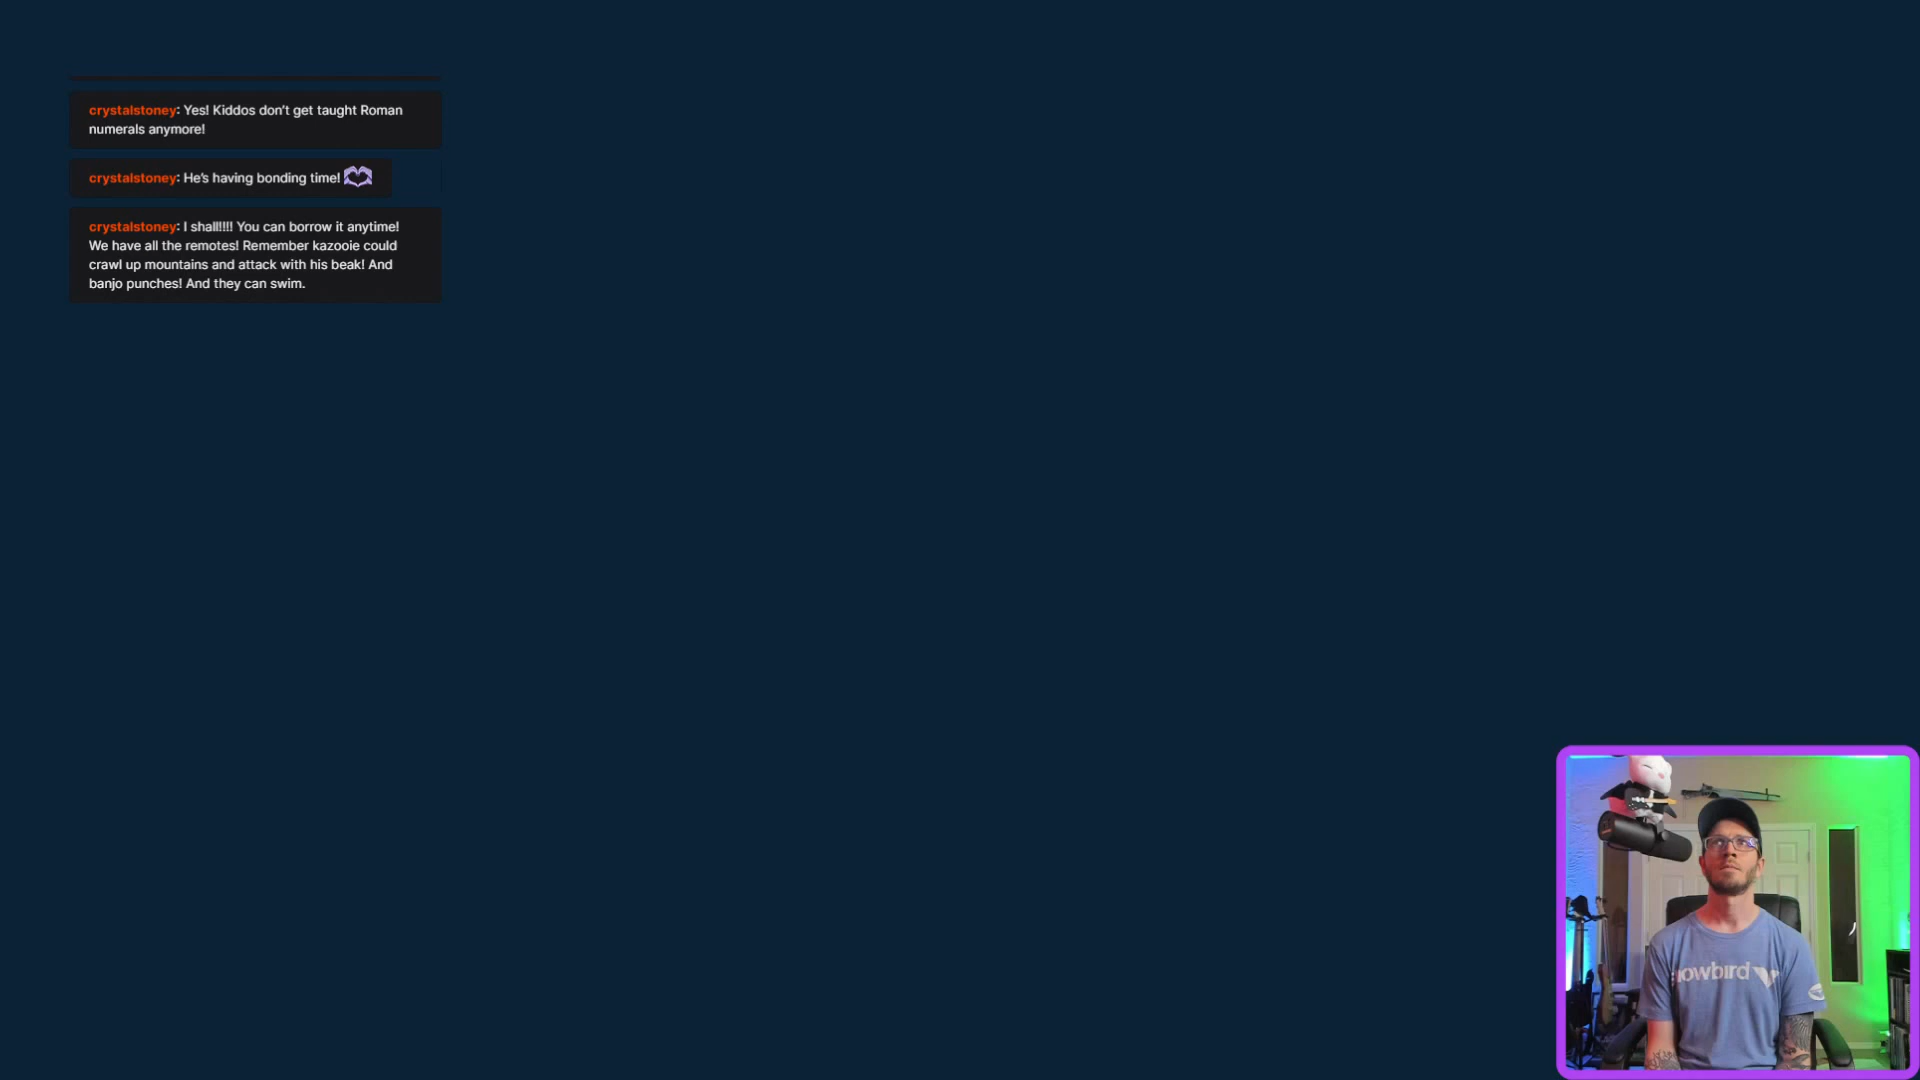 crystalstoney: Yes! Kiddos don't get taught Roman
numerals anymore!
crystalstoney: He's having bonding time!
crystalstoney: I shall!!!! You can borrow it anytime!
We have all the remotes! Remember kazooie could
crawl up mountains and attack with his beak! And
banjo punches! And they can swim.
owbird